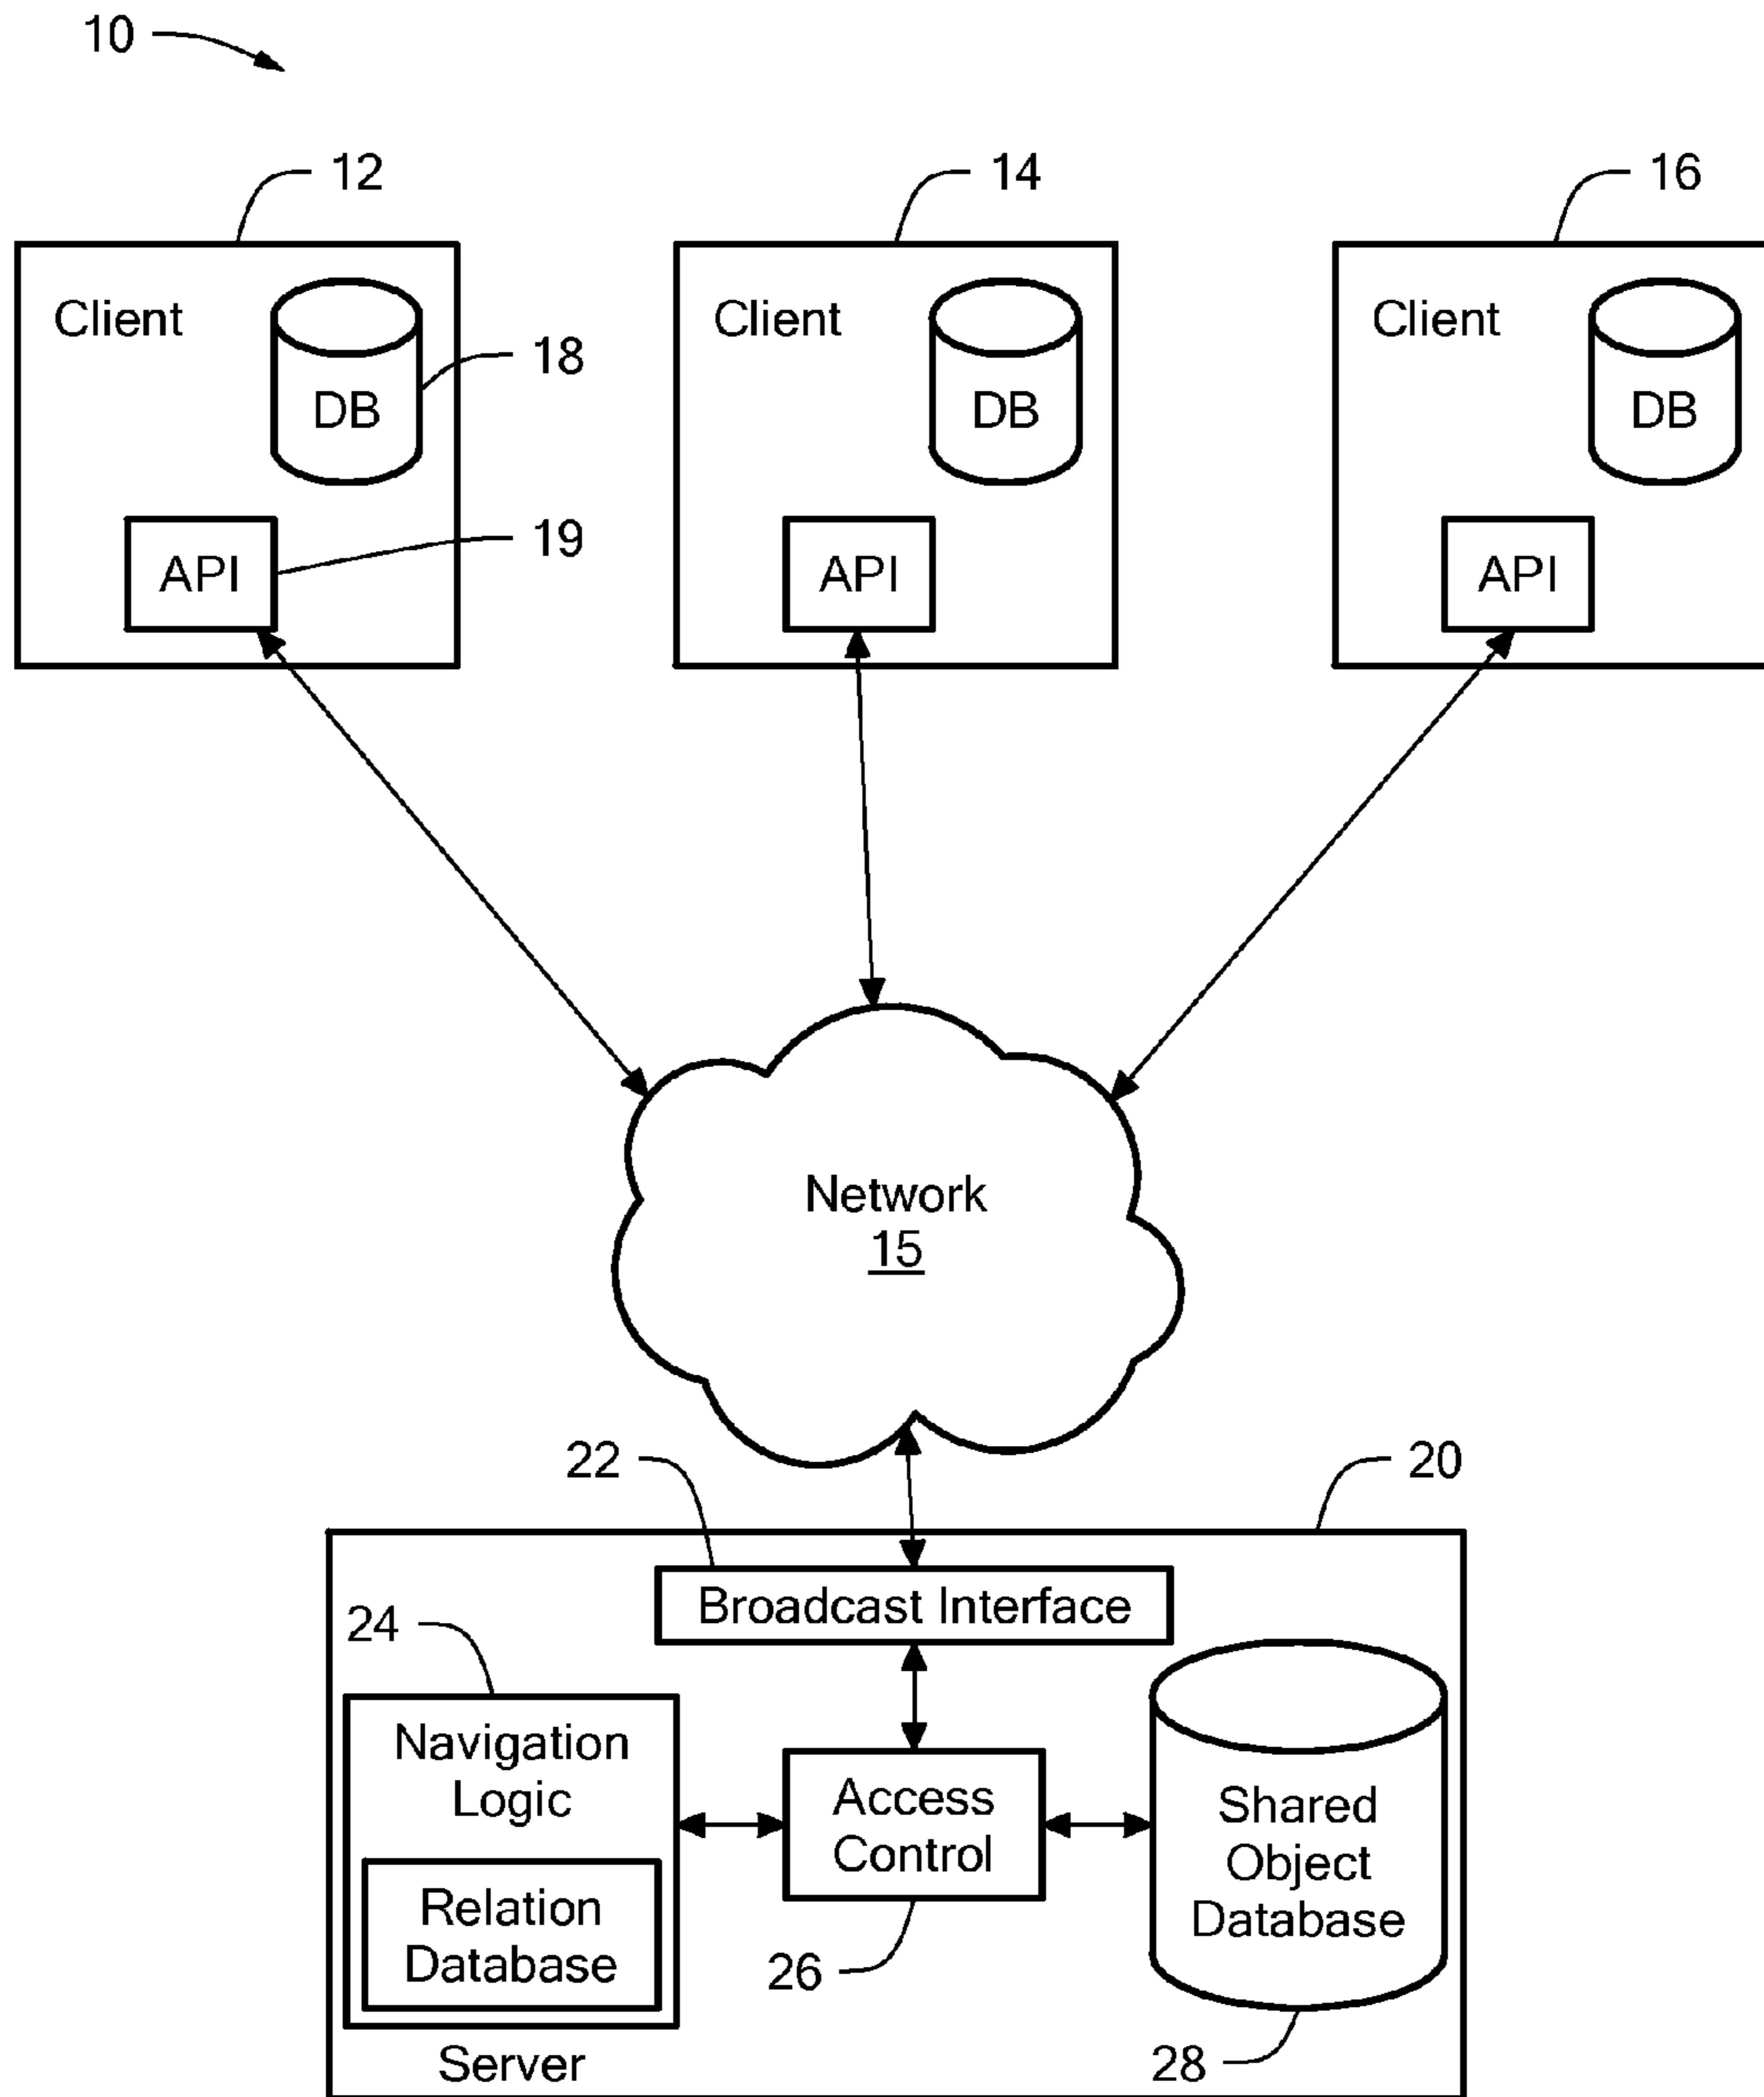 10
12
14
16
Client
DB
18
API
19
Client
DB
API
Client
DB
API
Network
15
22
20
Broadcast Interface
24
Navigation
Logic
Relation
Database
Access
Control
26
Shared
Object
Database
28
Server